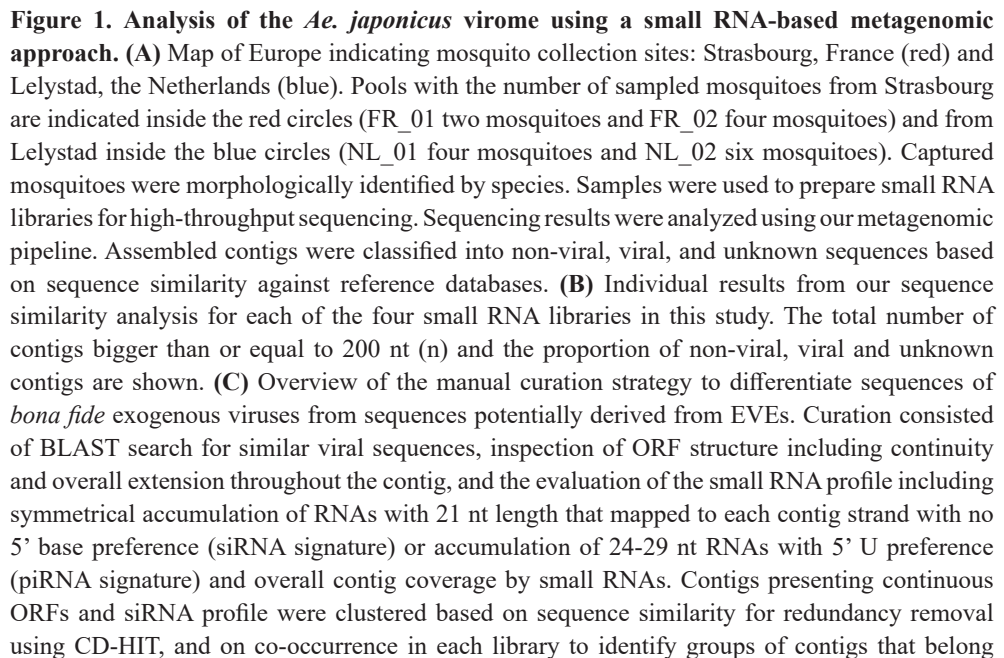 Figure 1. Analysis of the Ae. japonicus virome using a small RNA-based metagenomic
approach. (A) Map of Europe indicating mosquito collection sites: Strasbourg, France (red) and
Lelystad, the Netherlands (blue). Pools with the number of sampled mosquitoes from Strasbourg
are indicated inside the red circles (FR_01 two mosquitoes and FR_02 four mosquitoes) and from
Lelystad inside the blue circles (NL_01 four mosquitoes and NL_02 six mosquitoes). Captured
mosquitoes were morphologically identified by species. Samples were used to prepare small RNA
libraries for high-throughput sequencing. Sequencing results were analyzed using our metagenomic
pipeline. Assembled contigs were classified into non-viral, viral, and unknown sequences based
on sequence similarity against reference databases. (B) Individual results from our sequence
similarity analysis for each of the four small RNA libraries in this study. The total number of
contigs bigger than or equal to 200 nt (n) and the proportion of non-viral, viral and unknown
contigs are shown. (C) Overview of the manual curation strategy to differentiate sequences of
bona fide exogenous viruses from sequences potentially derived from EVEs. Curation consisted
of BLAST search for similar viral sequences, inspection of ORF structure including continuity
and overall extension throughout the contig, and the evaluation of the small RNA profile including
symmetrical accumulation of RNAs with 21 nt length that mapped to each contig strand with no
5’ base preference (siRNA signature) or accumulation of 24-29 nt RNAs with 5’ U preference
(piRNA signature) and overall contig coverage by small RNAs. Contigs presenting continuous
ORFs and siRNA profile were clustered based on sequence similarity for redundancy removal
using CD-HIT, and on co-occurrence in each library to identify groups of contigs that belong